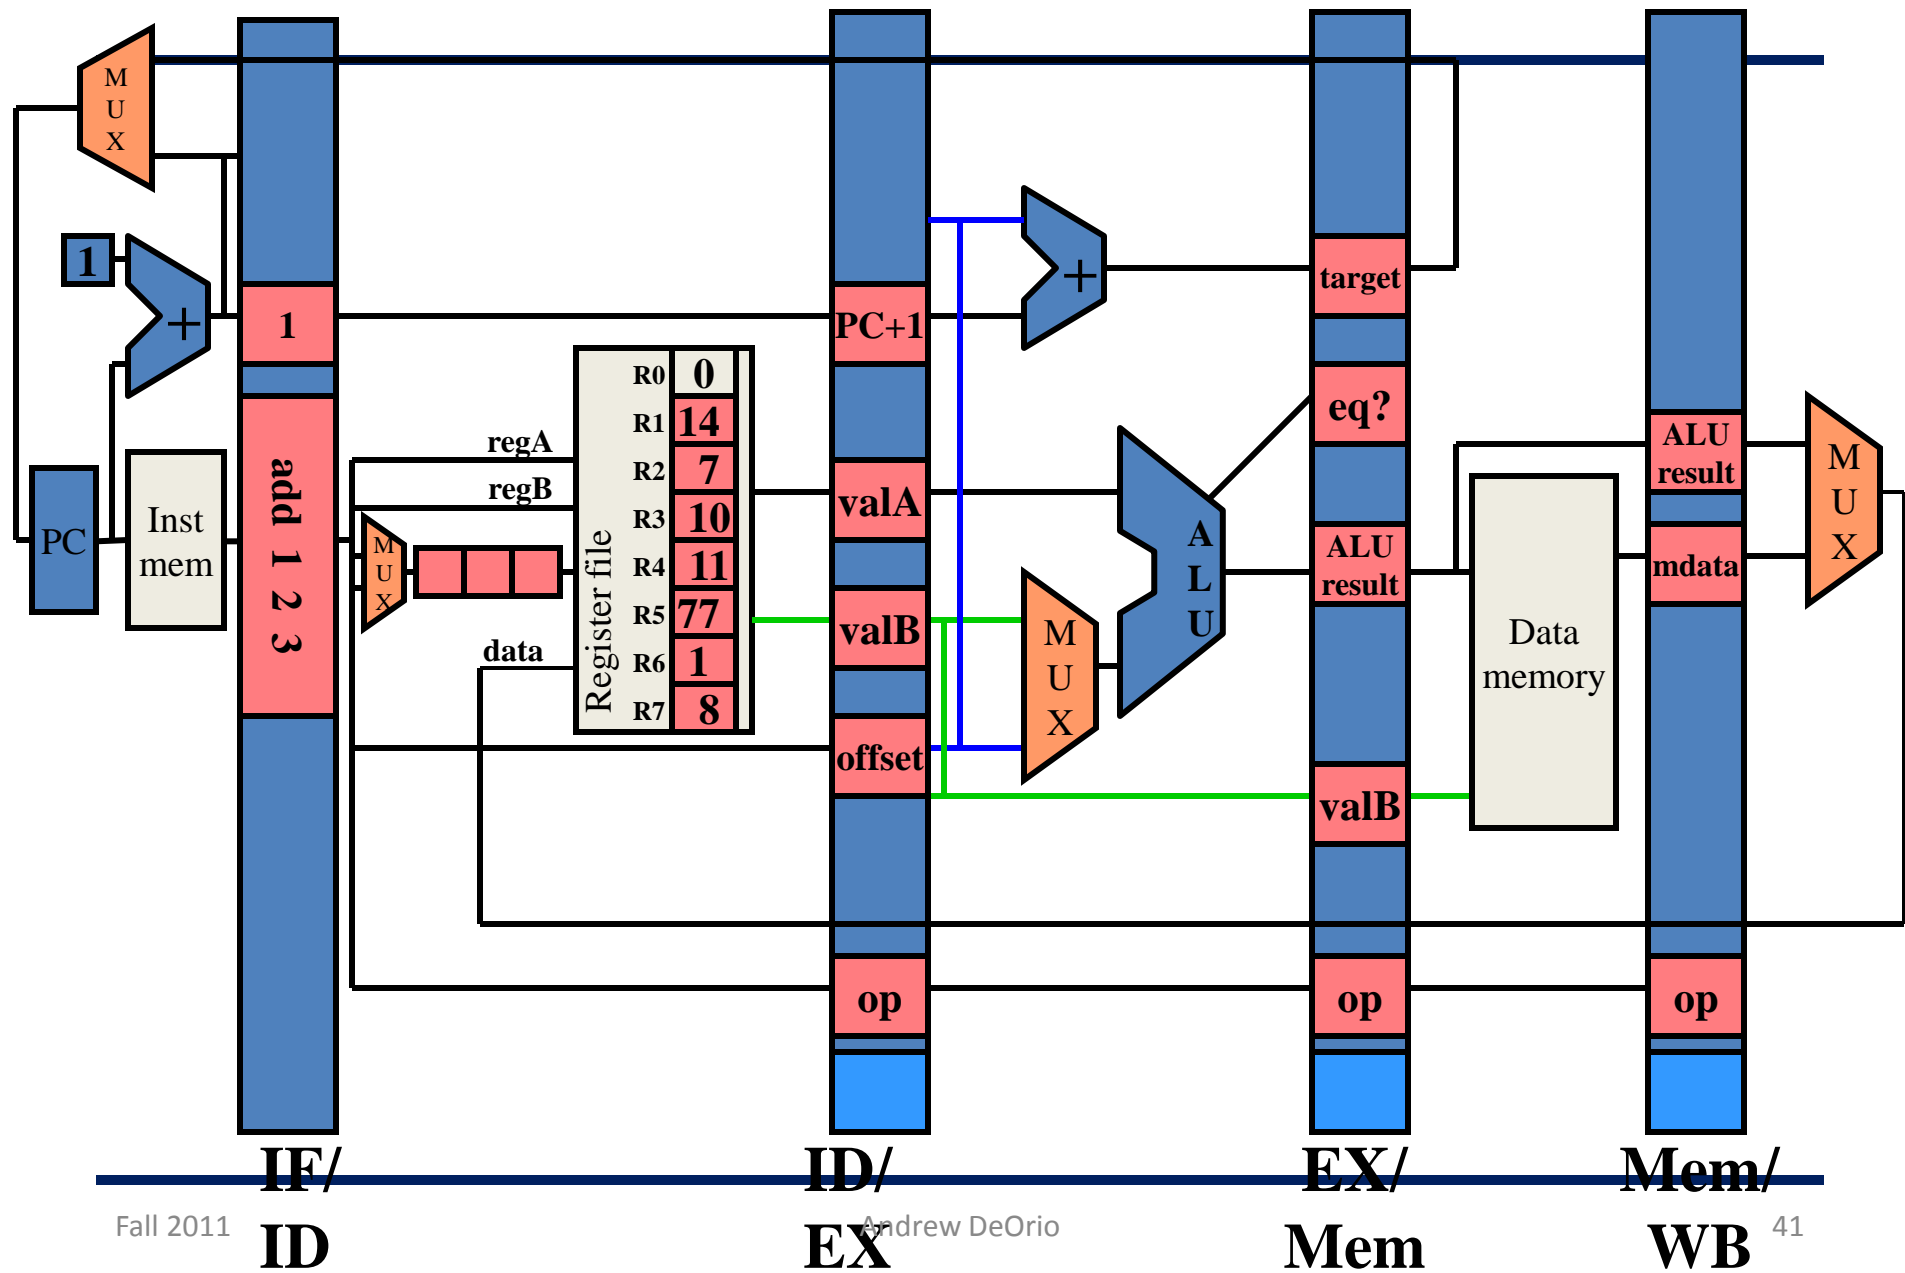 M
U
X
1
+
1
PC
Inst
mem
add 1 2 3
regA
regB
M
U
X
data
Register file
R0 0
R1 14
R2 7
R3 10
R4 11
R5 77
R6 1
R7 8
PC+1
valA
valB
offset
op
+
M
U
X
A
L
U
target
eq?
ALU
result
valB
op
Data
memory
ALU
result
mdata
op
M
U
X
IF/
ID
ID/
EX
EX/
Mem
Mem/
WB
Fall 2011
Andrew DeOrio
41